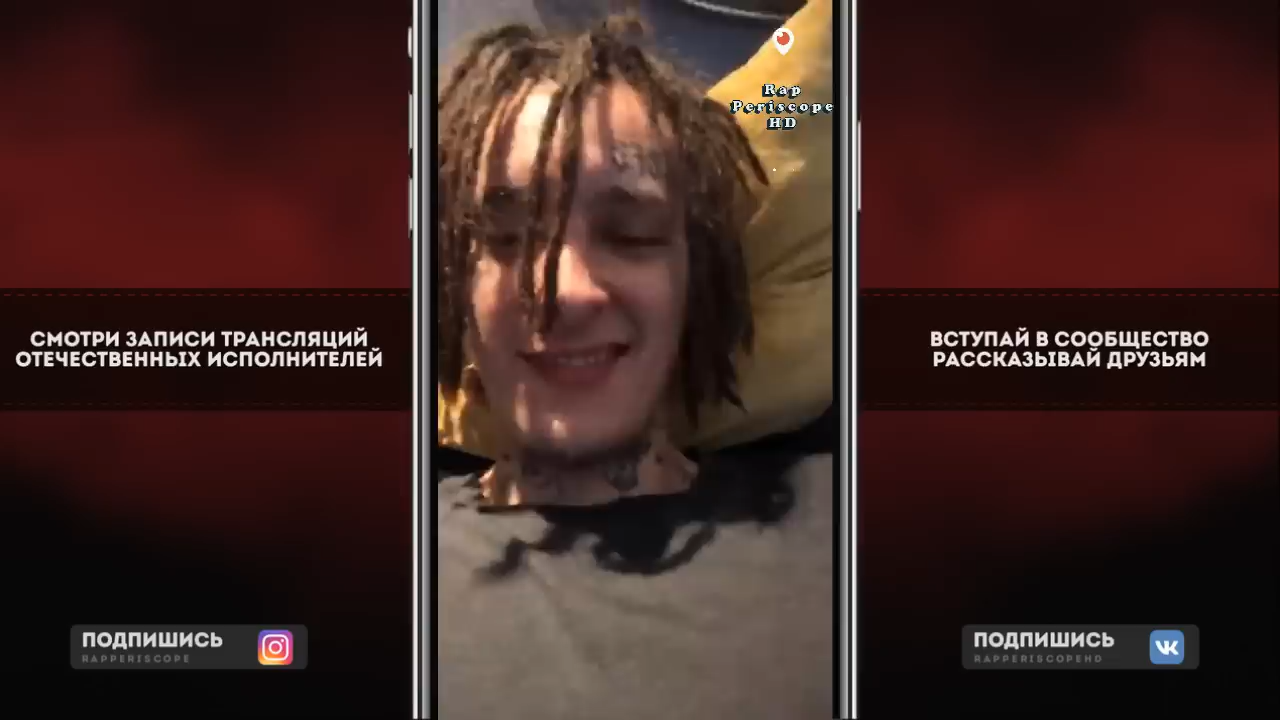 Rap
Periscope
HD
СМОТРИ ЗАПИСИ ТРАНСЛЯЦИЙ
ОТЕЧЕСТВЕННЫХ ИСПОЛНИТЕЛЕЙ
ВСТУПАЙ В СООБЩЕСТВО
РАССКАЗЫВАЙ ДРУЗЬЯМ
ПОДПИШИСЬ
RAPPERISCOPE
ПОДПИШИСЬ
RAPPERISCOPEHD